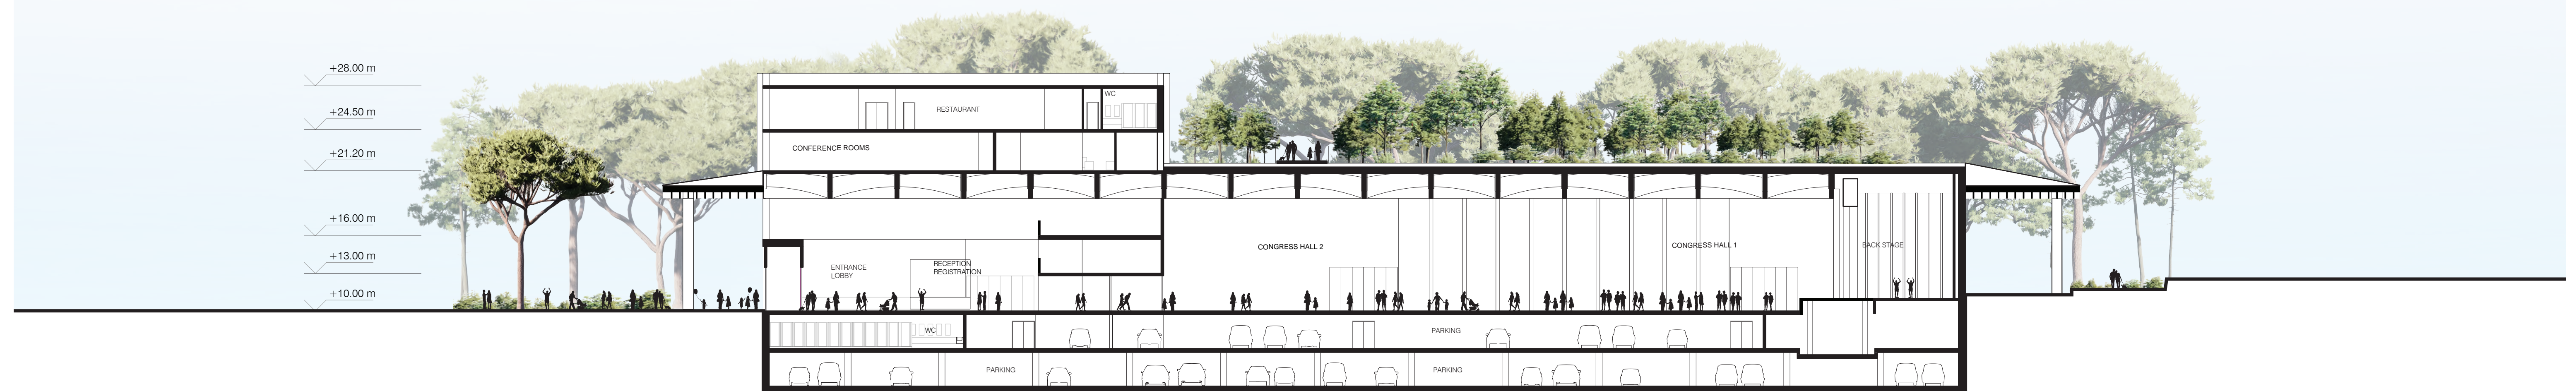 +28.00 m
+24.50 m
+21.20 m
+16.00 m
+13.00 m
+10.00 m
WC
RESTAURANT
CONFERENCE ROOMS
ENTRANCE
LOBBY
RECEPTION
REGISTRATION
CONGRESS HALL 2
CONGRESS HALL 1
BACK STAGE
WC
PARKING
PARKING
PARKING